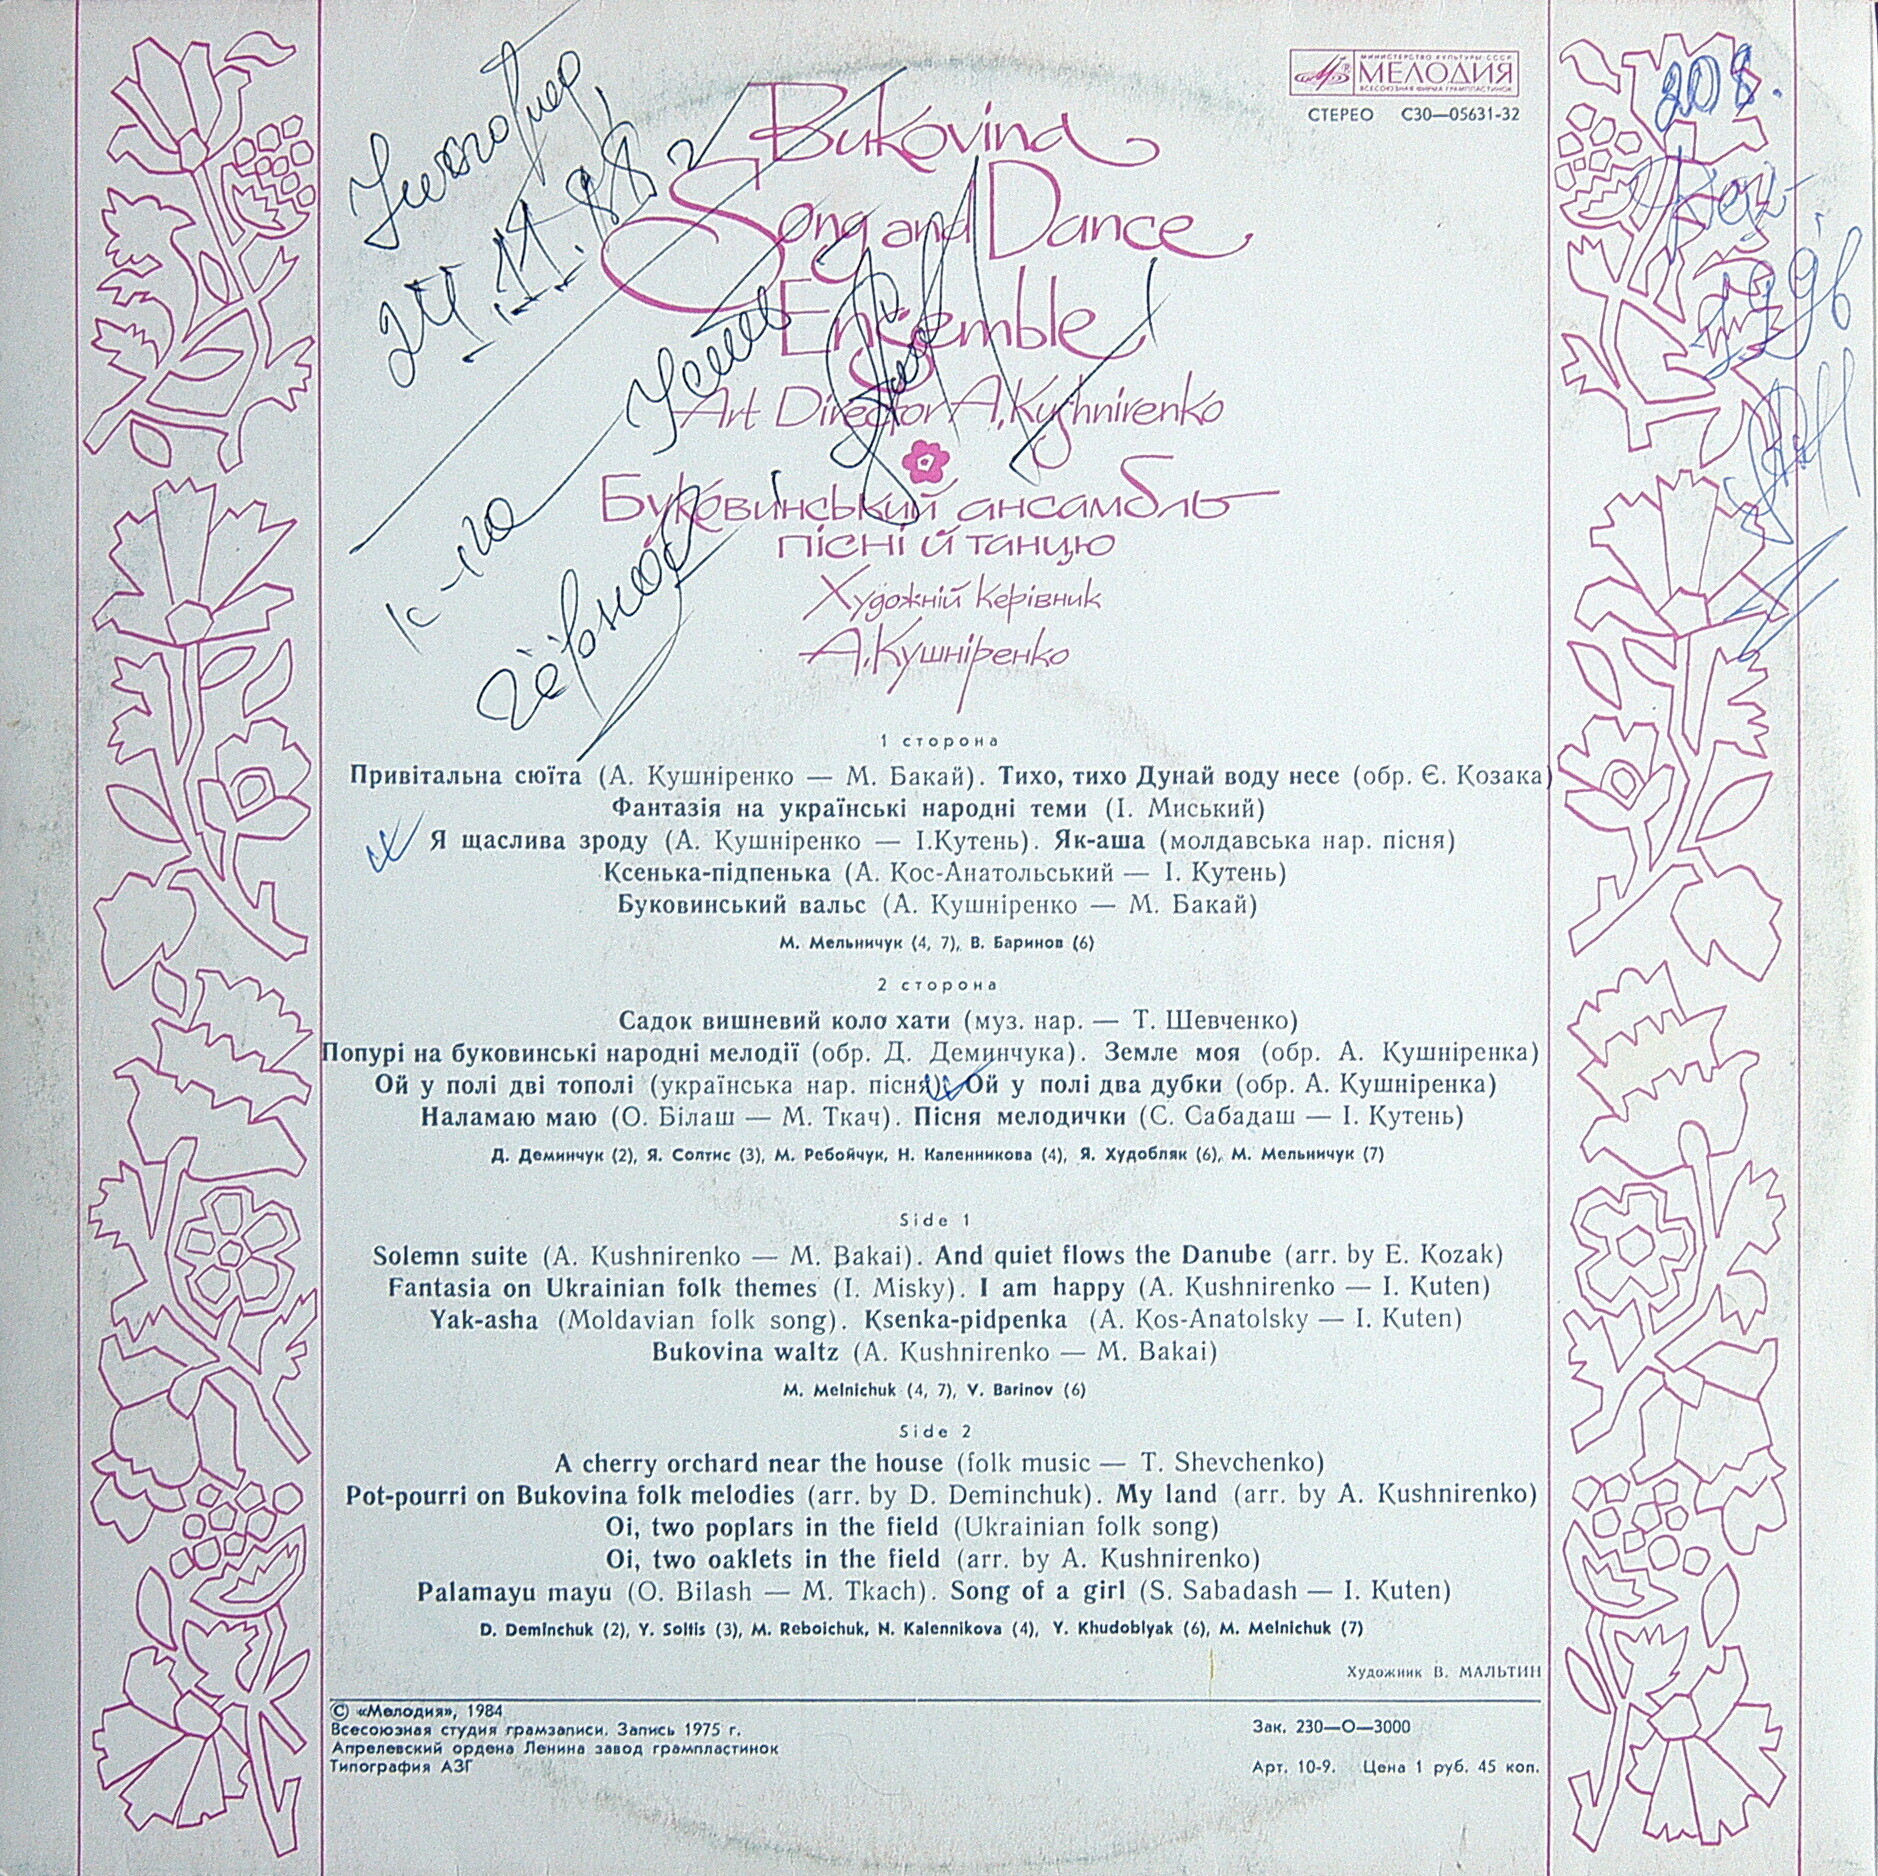 МИНИСТЕРСТВО КУЛЬТУРЫ СССР
МЕЛОДИЯ
ВСЕСОЮЗНАЯ ФИРМА ГРАМПЛАСТИНОК
СТЕРЕО С30—05631-32
Bukovina
Song and Dance
Ensemble
Art Director A. Kushnirenko
Буковинський ансамбль
пісні й танцю
Художній керівник
А. Кушніренко
1 сторона
Привітальна сюїта (А. Кушніренко — М. Бакай). Тихо, тихо Дунай воду несе (обр. Є. Козака)
Фантазія на українські народні теми (І. Миський)
Я щаслива зроду (А. Кушніренко — І.Кутень). Як-аша (молдавська нар. пісня)
Ксенька-підпенька (А. Кос-Анатольський — І. Кутень)
Буковинський вальс (А. Кушніренко — М. Бакай)
М. Мельничук (4, 7), В. Баринов (6)
2 сторона
Садок вишневий коло хати (муз. нар. — Т. Шевченко)
Попурі на буковинські народні мелодії (обр. Д. Деминчука). Земле моя (обр. А. Кушніренка)
Ой у полі дві тополі (українська нар. пісня). Ой у полі два дубки (обр. А. Кушніренка)
Наламаю маю (О. Білаш — М. Ткач). Пісня мелодички (С. Сабадаш — І. Кутень)
Д. Деминчук (2), Я. Солтис (3), М. Ребойчук, Н. Каленникова (4), Я. Худобляк (6), М. Мельничук (7)
Side 1
Solemn suite (A. Kushnirenko — M. Bakai). And quiet flows the Danube (arr. by E. Kozak)
Fantasia on Ukrainian folk themes (I. Misky). I am happy (A. Kushnirenko — I. Kuten)
Yak-asha (Moldavian folk song). Ksenka-pidpenka (A. Kos-Anatolsky — I. Kuten)
Bukovina waltz (A. Kushnirenko — M. Bakai)
M. Melnichuk (4, 7), V. Barinov (6)
Side 2
A cherry orchard near the house (folk music — T. Shevchenko)
Pot-pourri on Bukovina folk melodies (arr. by D. Deminchuk). My land (arr. by A. Kushnirenko)
Oi, two poplars in the field (Ukrainian folk song)
Oi, two oaklets in the field (arr. by A. Kushnirenko)
Palamayu mayu (O. Bilash — M. Tkach). Song of a girl (S. Sabadash — I. Kuten)
D. Deminchuk (2), Y. Soltis (3), M. Reboichuk, N. Kalennikova (4), Y. Khudoblyak (6), M. Melnichuk (7)
Художник В. МАЛЬТИН
© «Мелодия», 1984
Всесоюзная студия грамзаписи. Запись 1975 г.
Апрелевский ордена Ленина завод грампластинок
Типография АЗГ
Зак. 230—О—3000
Арт. 10-9. Цена 1 руб. 45 коп.